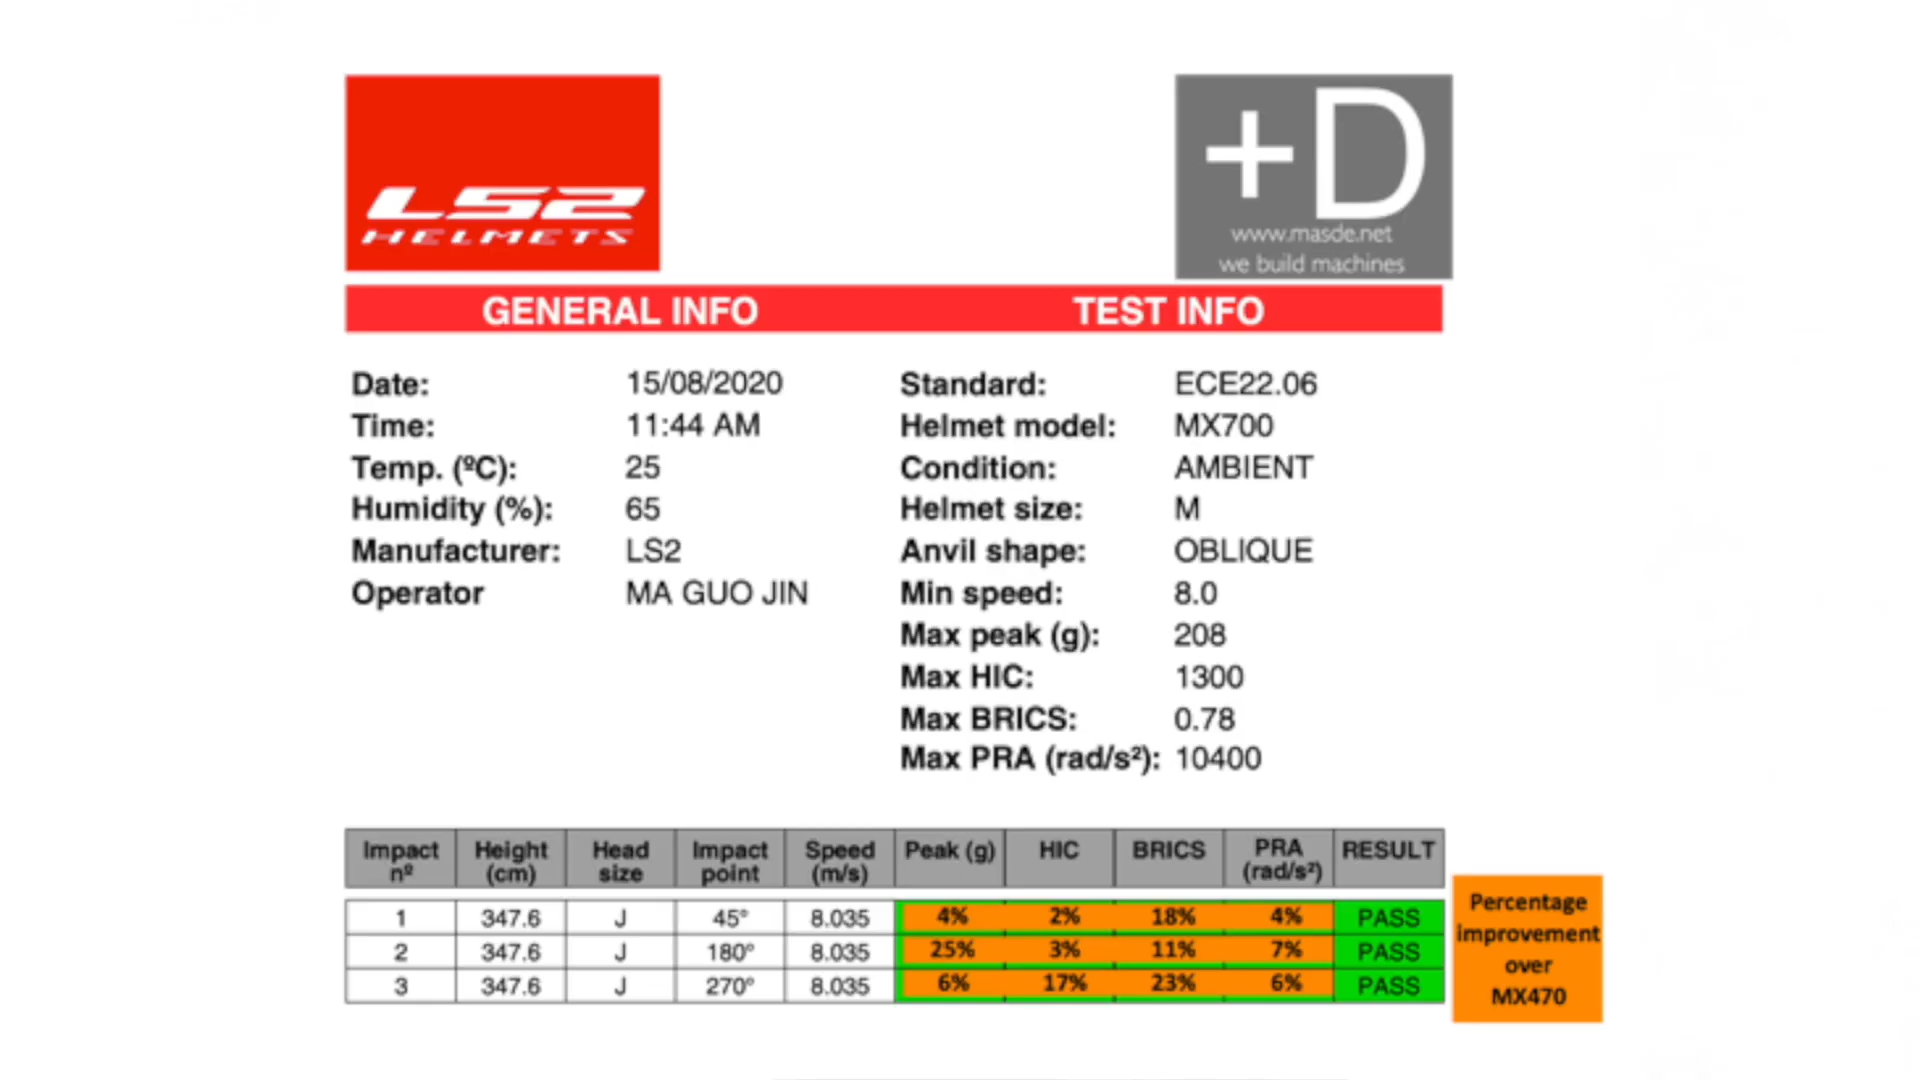 LS2
HELMETS
+D
www.masde.net
we build machines
GENERAL INFO TEST INFO
Date: 15/08/2020 Standard: ECE22.06
Time: 11:44 AM Helmet model: MX700
Temp. (ºC): 25 Condition: AMBIENT
Humidity (%): 65 Helmet size: M
Manufacturer: LS2 Anvil shape: OBLIQUE
Operator MA GUO JIN Min speed: 8.0
Max peak (g): 208
Max HIC: 1300
Max BRICS: 0.78
Max PRA (rad/s²): 10400
Impact Height Head Impact Speed Peak (g) HIC BRICS PRA RESULT
nº (cm) size point (m/s) (rad/s²)
1 347.6 J 45° 8.035 4% 2% 18% 4% PASS
2 347.6 J 180° 8.035 25% 3% 11% 7% PASS
3 347.6 J 270° 8.035 6% 17% 23% 6% PASS
Percentage
improvement
over
MX470